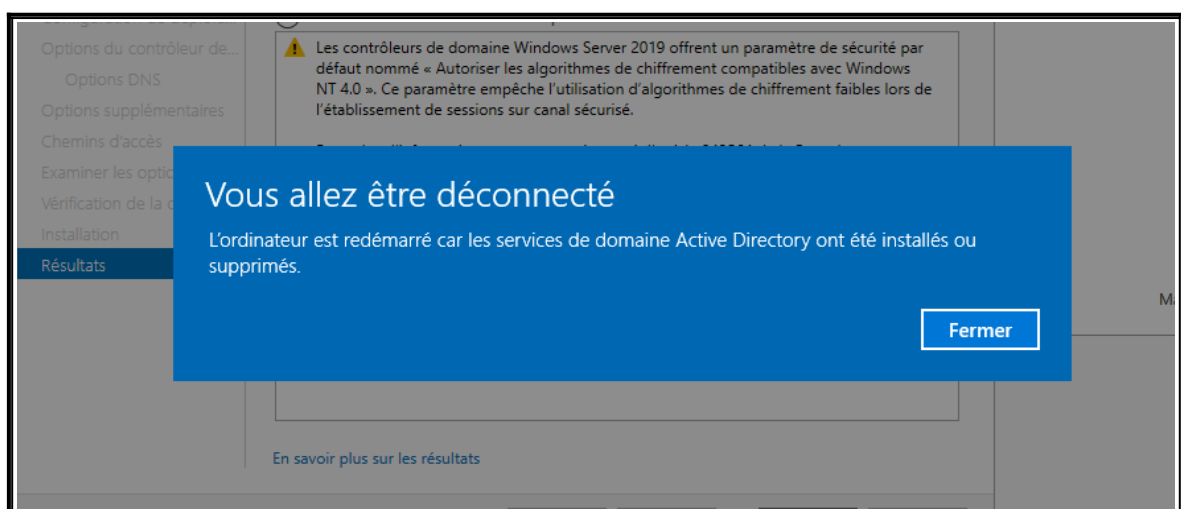 Options du contrôleur de...
Options DNS
Options supplémentaires
Chemins d'accès
Examiner les optio
Vérification de la c
Installation
Résultats
Les contrôleurs de domaine Windows Server 2019 offrent un paramètre de sécurité par
défaut nommé « Autoriser les algorithmes de chiffrement compatibles avec Windows
NT 4.0 ». Ce paramètre empêche l'utilisation d'algorithmes de chiffrement faibles lors de
l'établissement de sessions sur canal sécurisé.
Vous allez être déconnecté
L'ordinateur est redémarré car les services de domaine Active Directory ont été installés ou
supprimés.
Fermer
En savoir plus sur les résultats